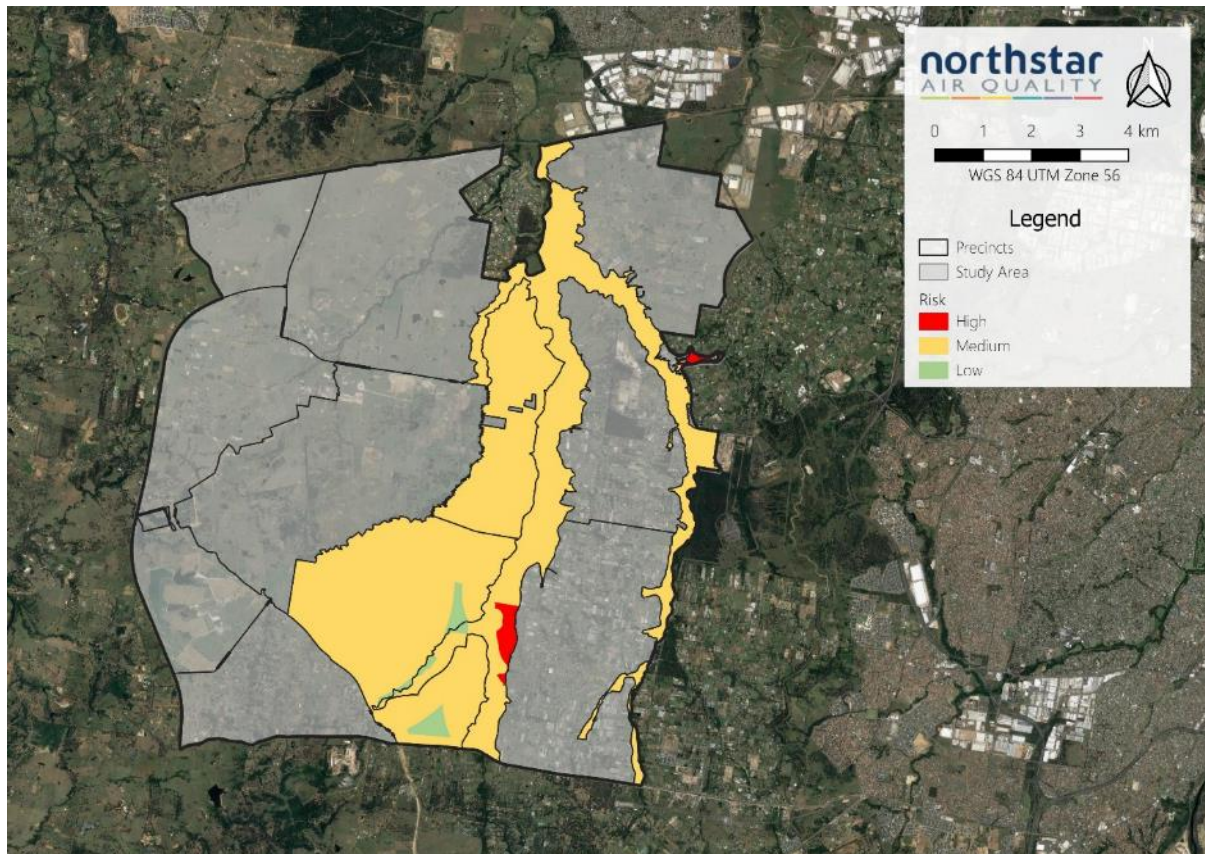 northstar
AIR QUALITY
N
0 1 2 3 4 km
WGS 84 UTM Zone 56
Legend
Precincts
Study Area
Risk
High
Medium
Low